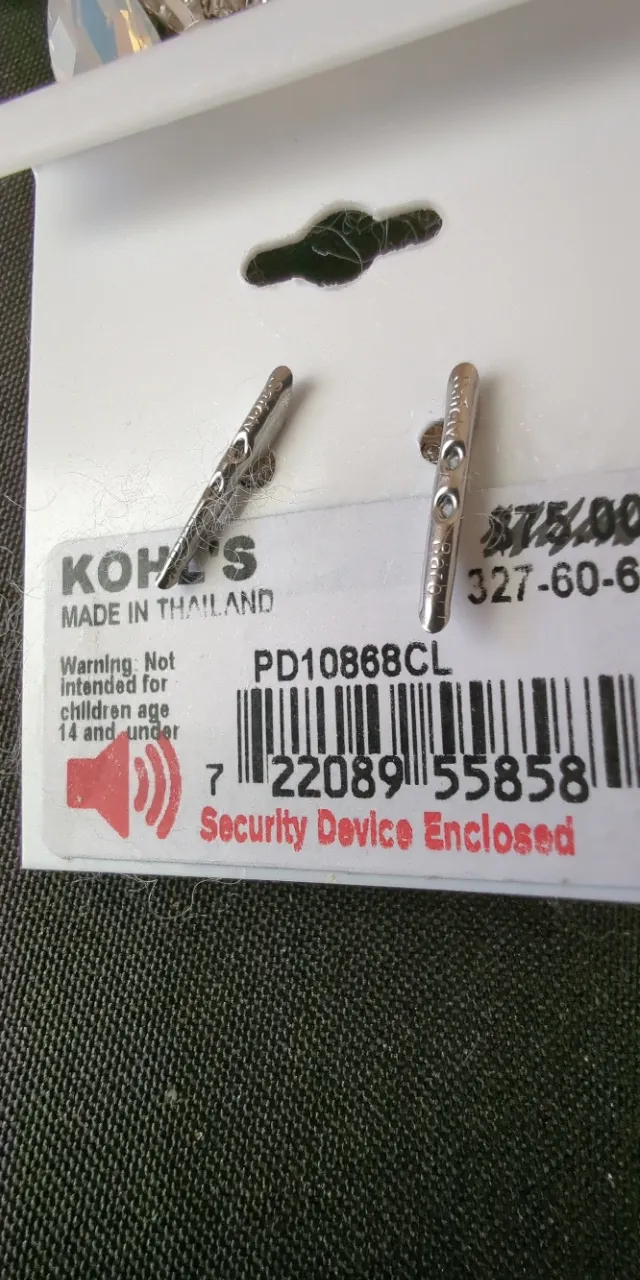 KOHL'S
MADE IN THAILAND
$75.00
327-60-6
Warning: Not
intended for
children age
14 and under
PD10868CL
7 22089 55858
Security Device Enclosed